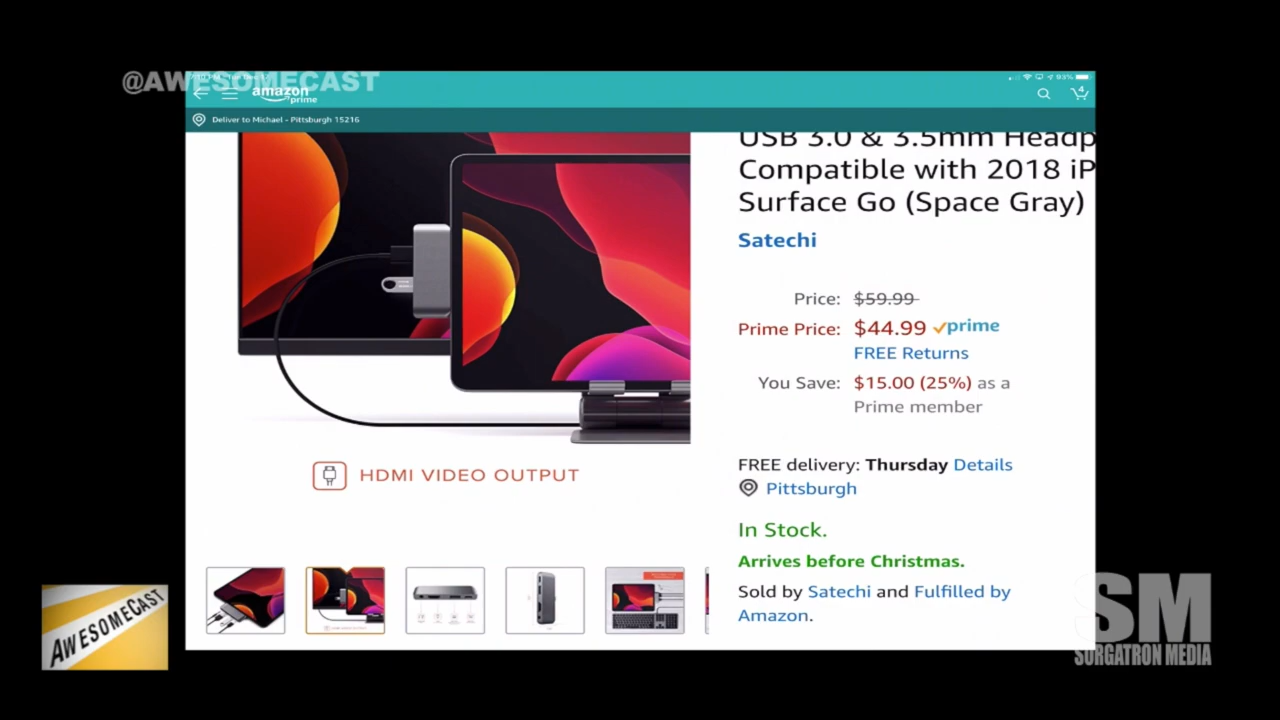 @AWESOMECAST
93%
amazon
prime
4
Deliver to Michael - Pittsburgh 15216
USB 3.0 & 3.5mm Headp
Compatible with 2018 iP
Surface Go (Space Gray)
Satechi
Price: $59.99
Prime Price: $44.99 prime
FREE Returns
You Save: $15.00 (25%) as a
Prime member
HDMI VIDEO OUTPUT
FREE delivery: Thursday Details
Pittsburgh
In Stock.
Arrives before Christmas.
Sold by Satechi and Fulfilled by
Amazon.
AWESOMECAST
SM
SORGATRON MEDIA